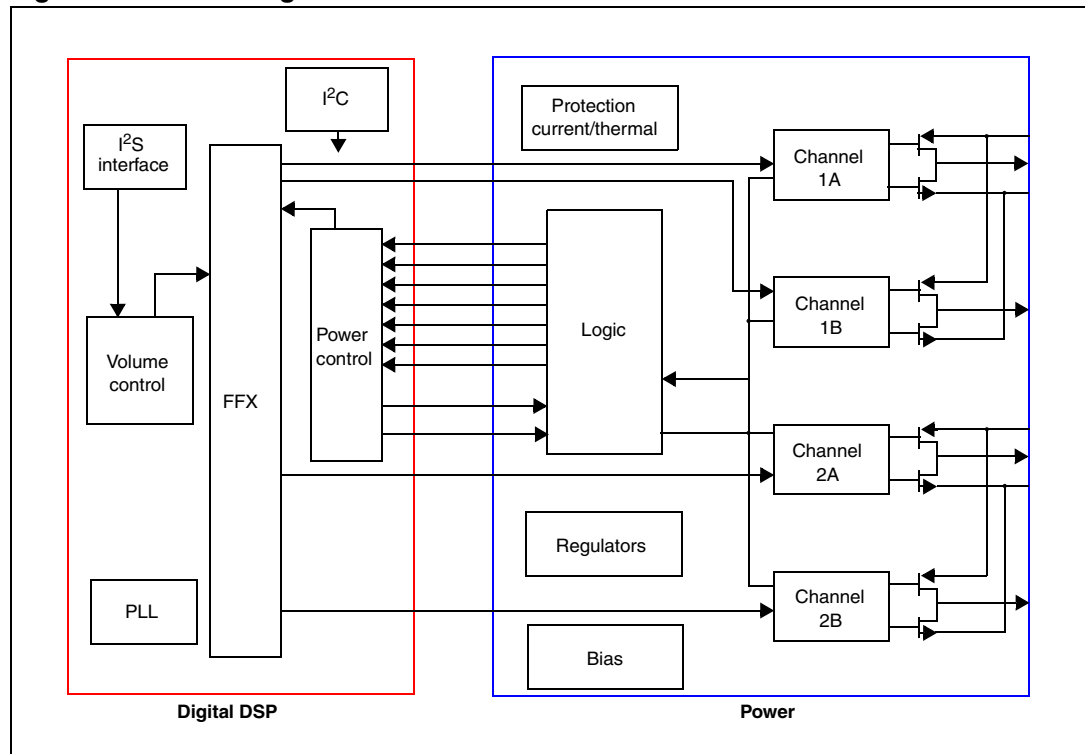 I²C
Protection
current/thermal
I²S
interface
Channel
1A
Channel
1B
Logic
Power
control
Volume
control
FFX
Channel
2A
Regulators
PLL
Channel
2B
Bias
Digital DSP
Power